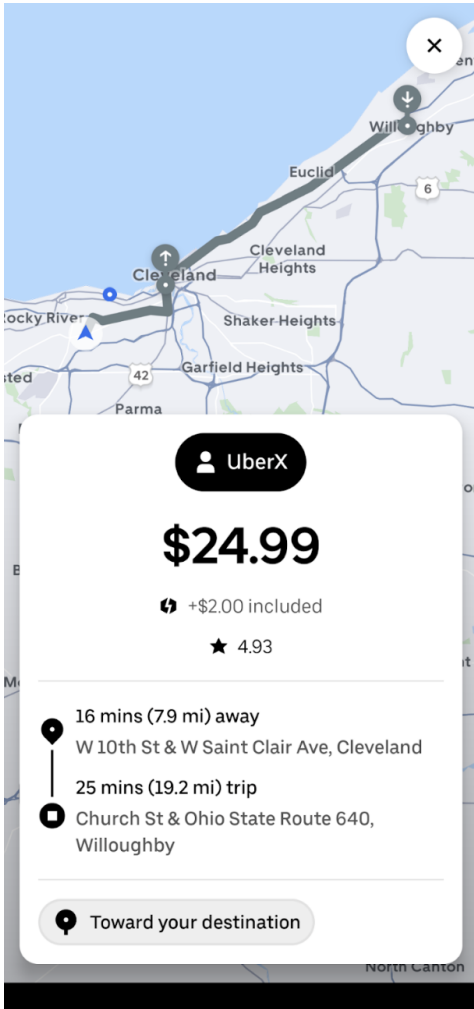 en
Willoughby
Euclid
6
Cleveland
Heights
Cleveland
Rocky River
Shaker Heights
sted
42
Garfield Heights
Parma
UberX
$24.99
+$2.00 included
4.93
16 mins (7.9 mi) away
W 10th St & W Saint Clair Ave, Cleveland
25 mins (19.2 mi) trip
Church St & Ohio State Route 640,
Willoughby
Toward your destination
North Canton